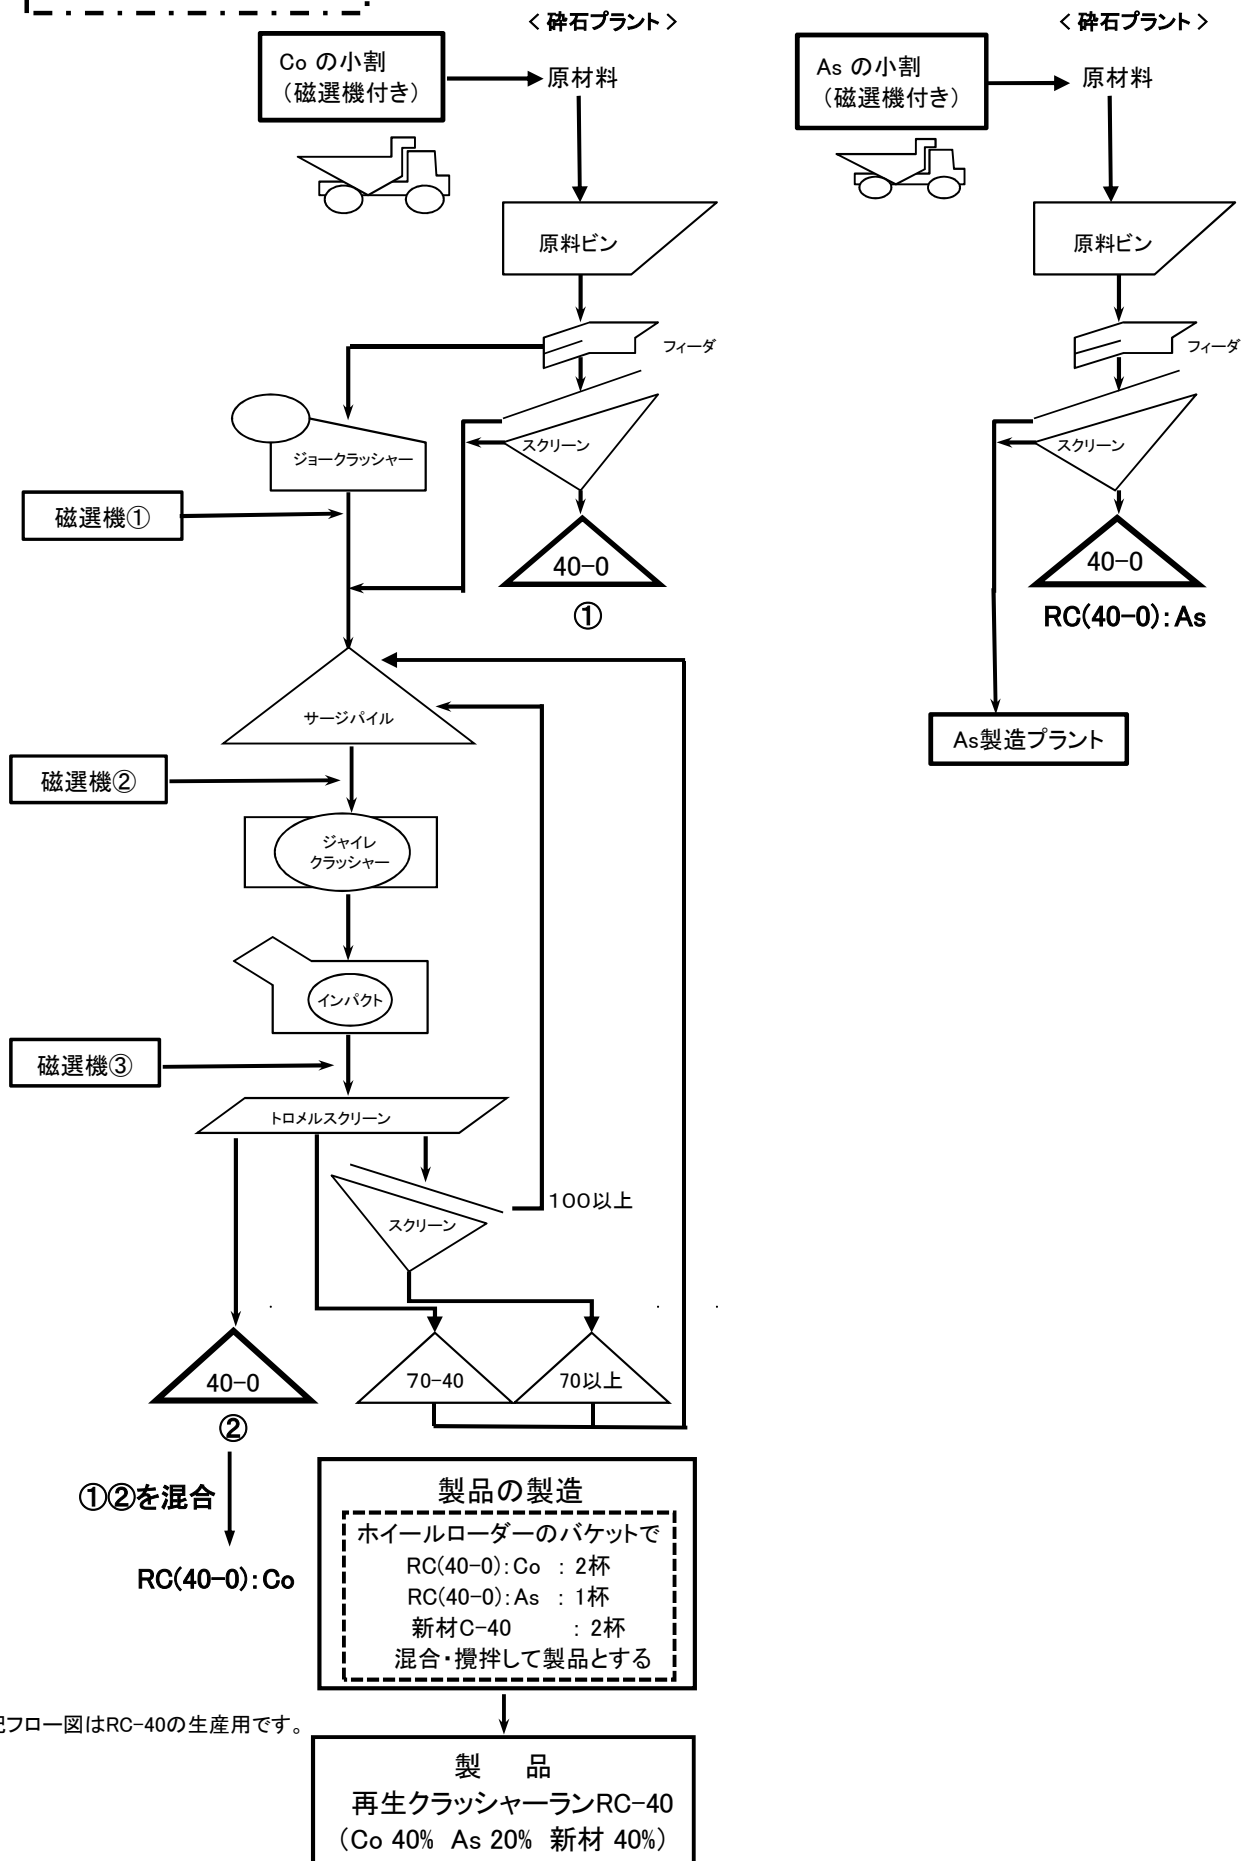 < 砕石プラント >
Co の小割
(磁選機付き)
原材料
原料ビン
フィーダ
スクリーン
ジョークラッシャー
磁選機①
40-0
①
サージパイル
磁選機②
ジャイレ
クラッシャー
インパクト
磁選機③
トロメルスクリーン
スクリーン
100以上
40-0
②
70-40
70以上
①②を混合
RC(40-0):Co
< 砕石プラント >
As の小割
(磁選機付き)
原材料
原料ビン
フィーダ
スクリーン
40-0
RC(40-0):As
As製造プラント
製品の製造
ホイールローダーのバケットで
RC(40-0):Co : 2杯
RC(40-0):As : 1杯
新材C-40 : 2杯
混合・攪拌して製品とする
記フロー図はRC-40の生産用です。
製 品
再生クラッシャーランRC-40
(Co 40% As 20% 新材 40%)